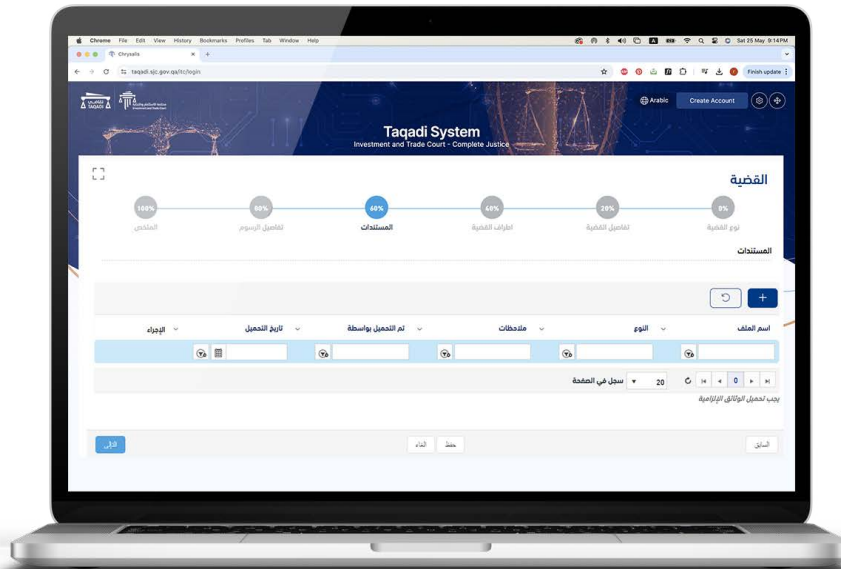 Chrome File Edit View History Bookmarks Profiles Tab Window Help
Sat 25 May 9:14PM
Chrysalis
taqadi.sjc.gov.qa/itc/login
Finish update
تقاضي
TAQADI
Arabic
Create Account
Taqadi System
Investment and Trade Court - Complete Justice
القضية
0% 20% 40% 60% 80% 100%
نوع القضية تفاصيل القضية اطراف القضية المستندات تفاصيل الرسوم الملخص
المستندات
اسم الملف النوع ملاحظات تم التحميل بواسطة تاريخ التحميل الإجراء
0 20 سجل في الصفحة
يجب تحميل الوثائق الإلزامية
السابق حفظ الغاء التالي